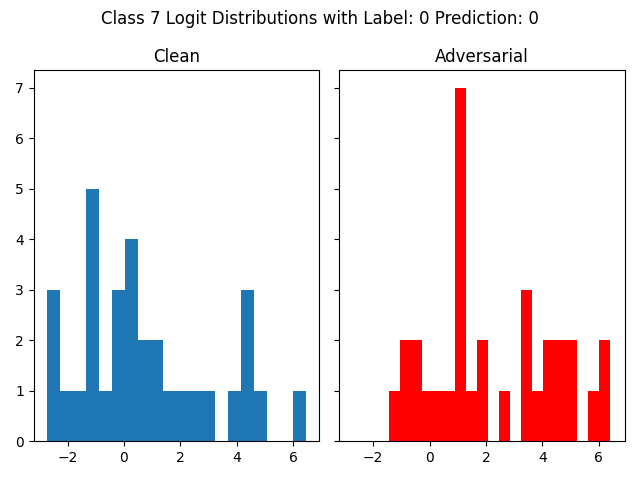 Class 7 Logit Distributions with Label: 0 Prediction: 0
Clean
Adversarial
7
6
5
4
3
2
1
0
−2 0 2 4 6
−2 0 2 4 6